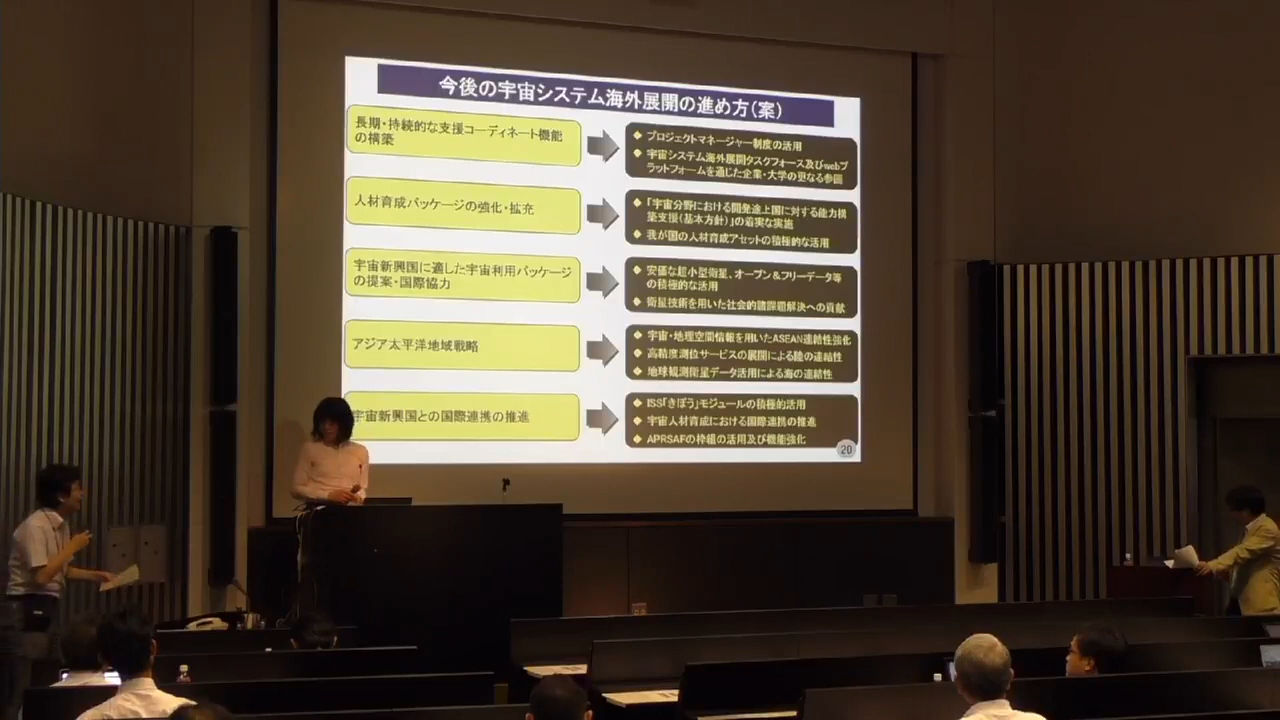 今後の宇宙システム海外展開の進め方(案)
長期・持続的な支援コーディネート機能
の構築
◆ プロジェクトマネージャー制度の活用
◆ 宇宙システム海外展開タスクフォース及びwebプ
ラットフォームを通じた企業・大学の更なる参画
人材育成パッケージの強化・拡充
◆ 「宇宙分野における開発途上国に対する能力構
築支援(基本方針)」の着実な実施
◆ 我が国の人材育成アセットの積極的な活用
宇宙新興国に適した宇宙利用パッケージ
の提案・国際協力
◆ 安価な超小型衛星、オープン&フリーデータ等
の積極的な活用
◆ 衛星技術を用いた社会的諸課題解決への貢献
アジア太平洋地域戦略
◆ 宇宙・地理空間情報を用いたASEAN連結性強化
◆ 高精度測位サービスの展開による陸の連結性
◆ 地球観測衛星データ活用による海の連結性
宇宙新興国との国際連携の推進
◆ ISS「きぼう」モジュールの積極的活用
◆ 宇宙人材育成における国際連携の推進
◆ APRSAFの枠組の活用及び機能強化
20